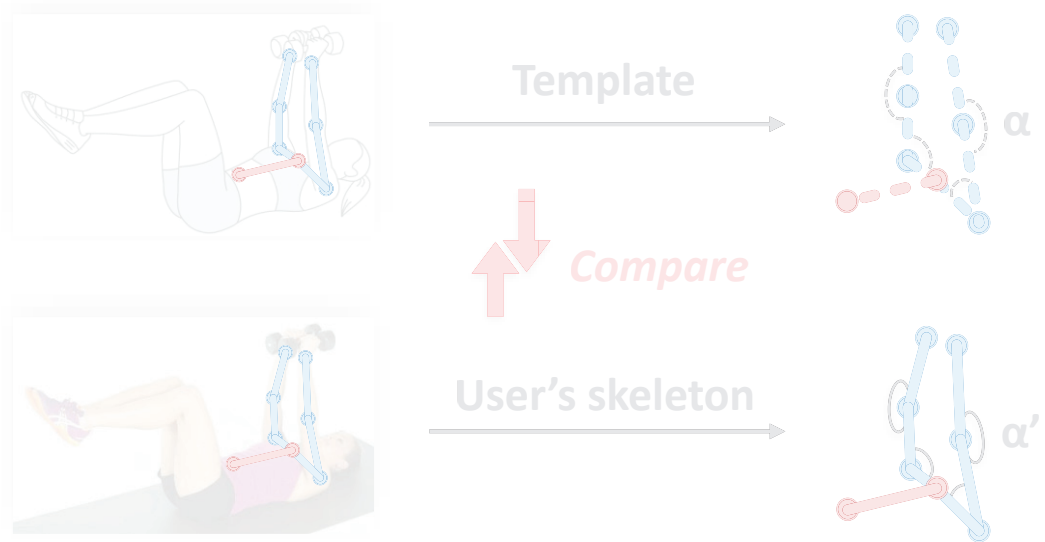 Template
α
Compare
User's skeleton
α’